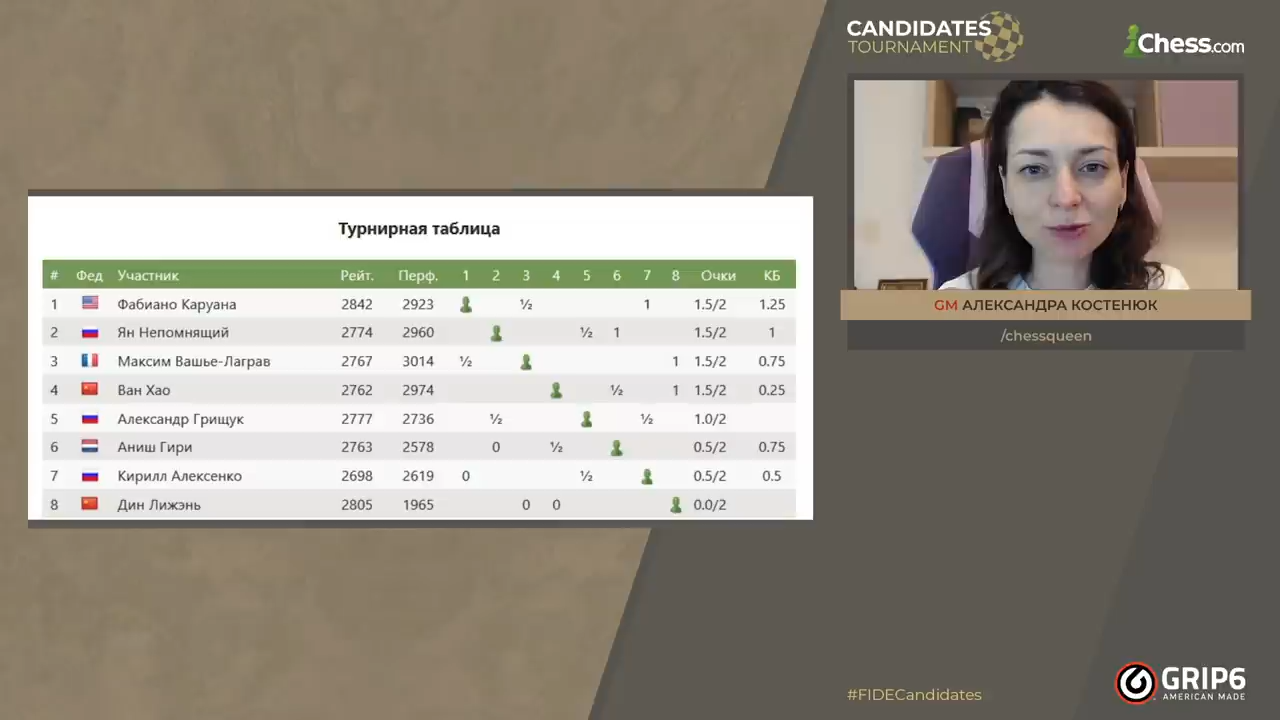 CANDIDATES
TOURNAMENT
Chess.com
Турнирная таблица
# Фед Участник Рейт. Перф. 1 2 3 4 5 6 7 8 Очки КБ
1 Фабиано Каруана 2842 2923 ½ 1 1.5/2 1.25
2 Ян Непомнящий 2774 2960 ½ 1 1.5/2 1
3 Максим Вашье-Лаграв 2767 3014 ½ 1 1.5/2 0.75
4 Ван Хао 2762 2974 ½ 1 1.5/2 0.25
5 Александр Грищук 2777 2736 ½ ½ 1.0/2
6 Аниш Гири 2763 2578 0 ½ 0.5/2 0.75
7 Кирилл Алексенко 2698 2619 0 ½ 0.5/2 0.5
8 Дин Лижэнь 2805 1965 0 0 0.0/2
GM АЛЕКСАНДРА КОСТЕНЮК
/chessqueen
#FIDECandidates
GRIP6
AMERICAN MADE